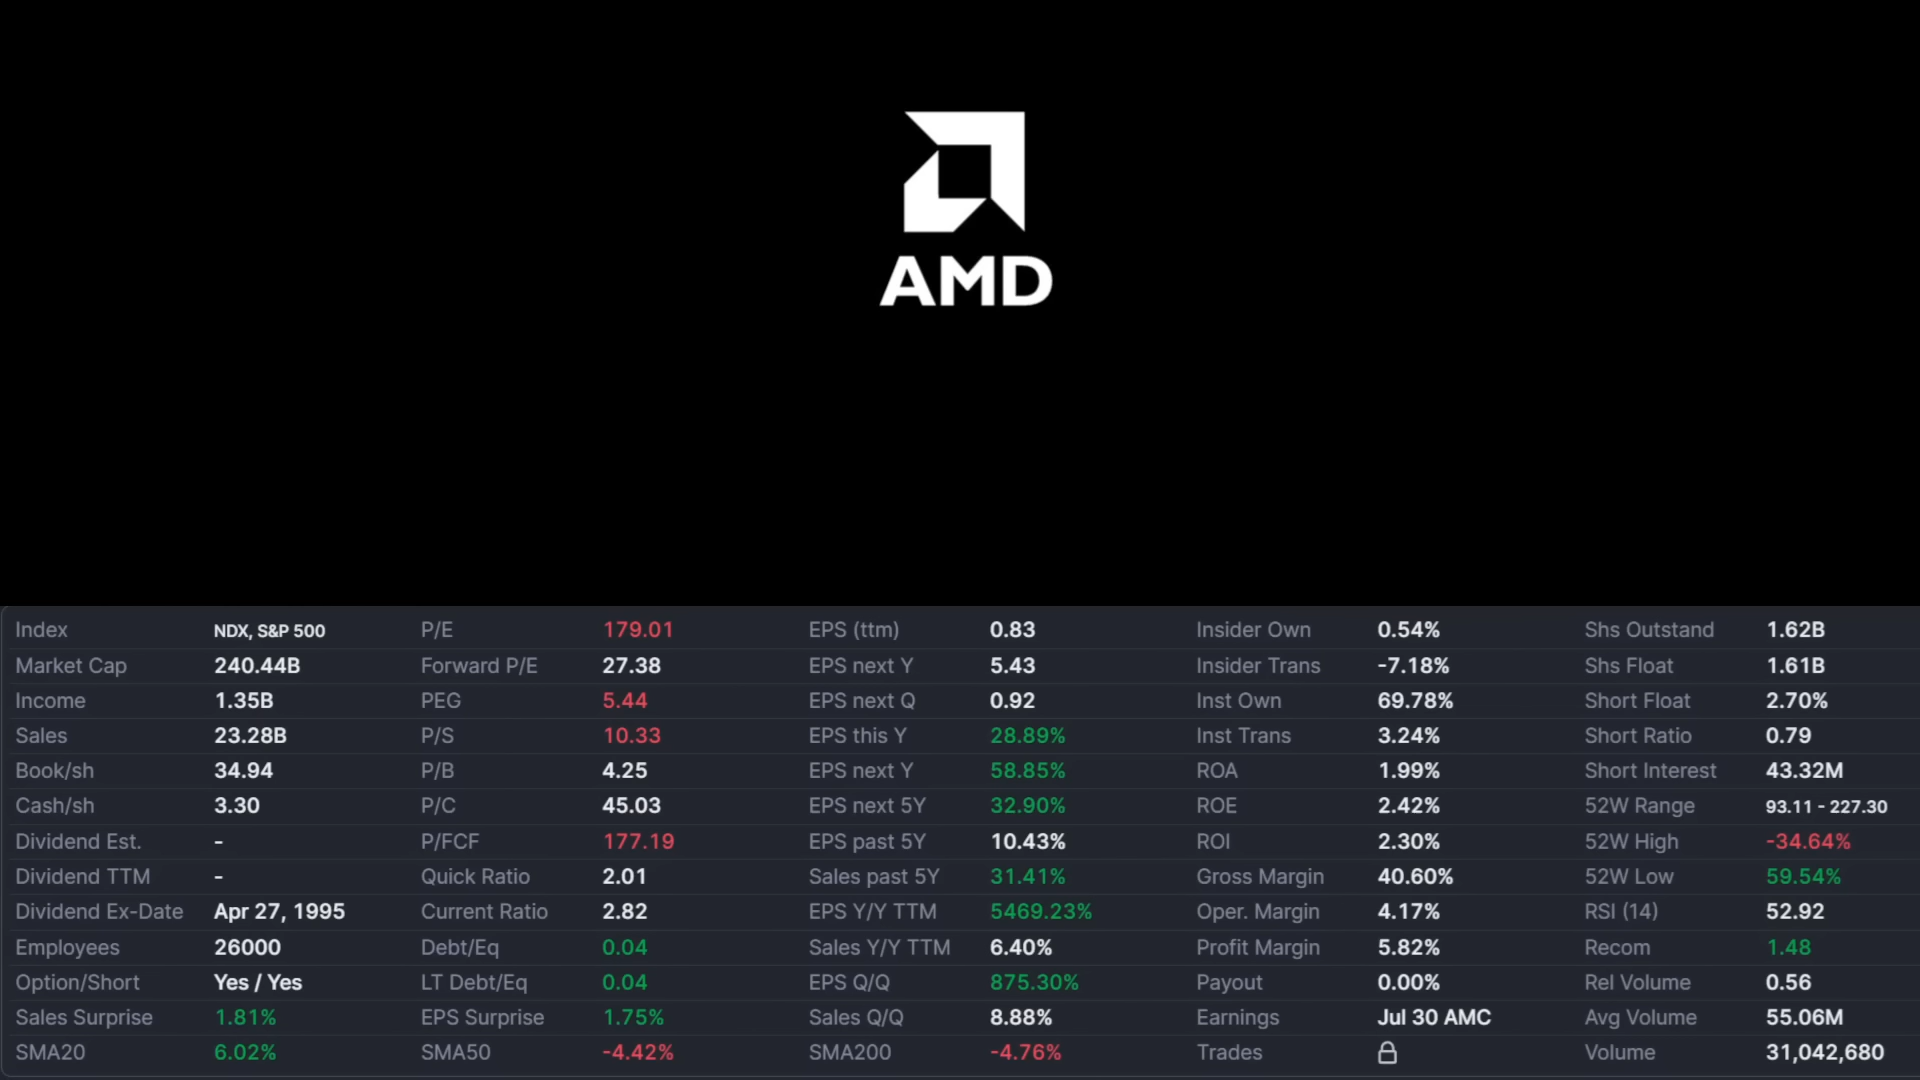 AMD
Index NDX, S&P 500 P/E 179.01 EPS (ttm) 0.83 Insider Own 0.54% Shs Outstand 1.62B
Market Cap 240.44B Forward P/E 27.38 EPS next Y 5.43 Insider Trans -7.18% Shs Float 1.61B
Income 1.35B PEG 5.44 EPS next Q 0.92 Inst Own 69.78% Short Float 2.70%
Sales 23.28B P/S 10.33 EPS this Y 28.89% Inst Trans 3.24% Short Ratio 0.79
Book/sh 34.94 P/B 4.25 EPS next Y 58.85% ROA 1.99% Short Interest 43.32M
Cash/sh 3.30 P/C 45.03 EPS next 5Y 32.90% ROE 2.42% 52W Range 93.11 - 227.30
Dividend Est. - P/FCF 177.19 EPS past 5Y 10.43% ROI 2.30% 52W High -34.64%
Dividend TTM - Quick Ratio 2.01 Sales past 5Y 31.41% Gross Margin 40.60% 52W Low 59.54%
Dividend Ex-Date Apr 27, 1995 Current Ratio 2.82 EPS Y/Y TTM 5469.23% Oper. Margin 4.17% RSI (14) 52.92
Employees 26000 Debt/Eq 0.04 Sales Y/Y TTM 6.40% Profit Margin 5.82% Recom 1.48
Option/Short Yes / Yes LT Debt/Eq 0.04 EPS Q/Q 875.30% Payout 0.00% Rel Volume 0.56
Sales Surprise 1.81% EPS Surprise 1.75% Sales Q/Q 8.88% Earnings Jul 30 AMC Avg Volume 55.06M
SMA20 6.02% SMA50 -4.42% SMA200 -4.76% Trades Volume 31,042,680